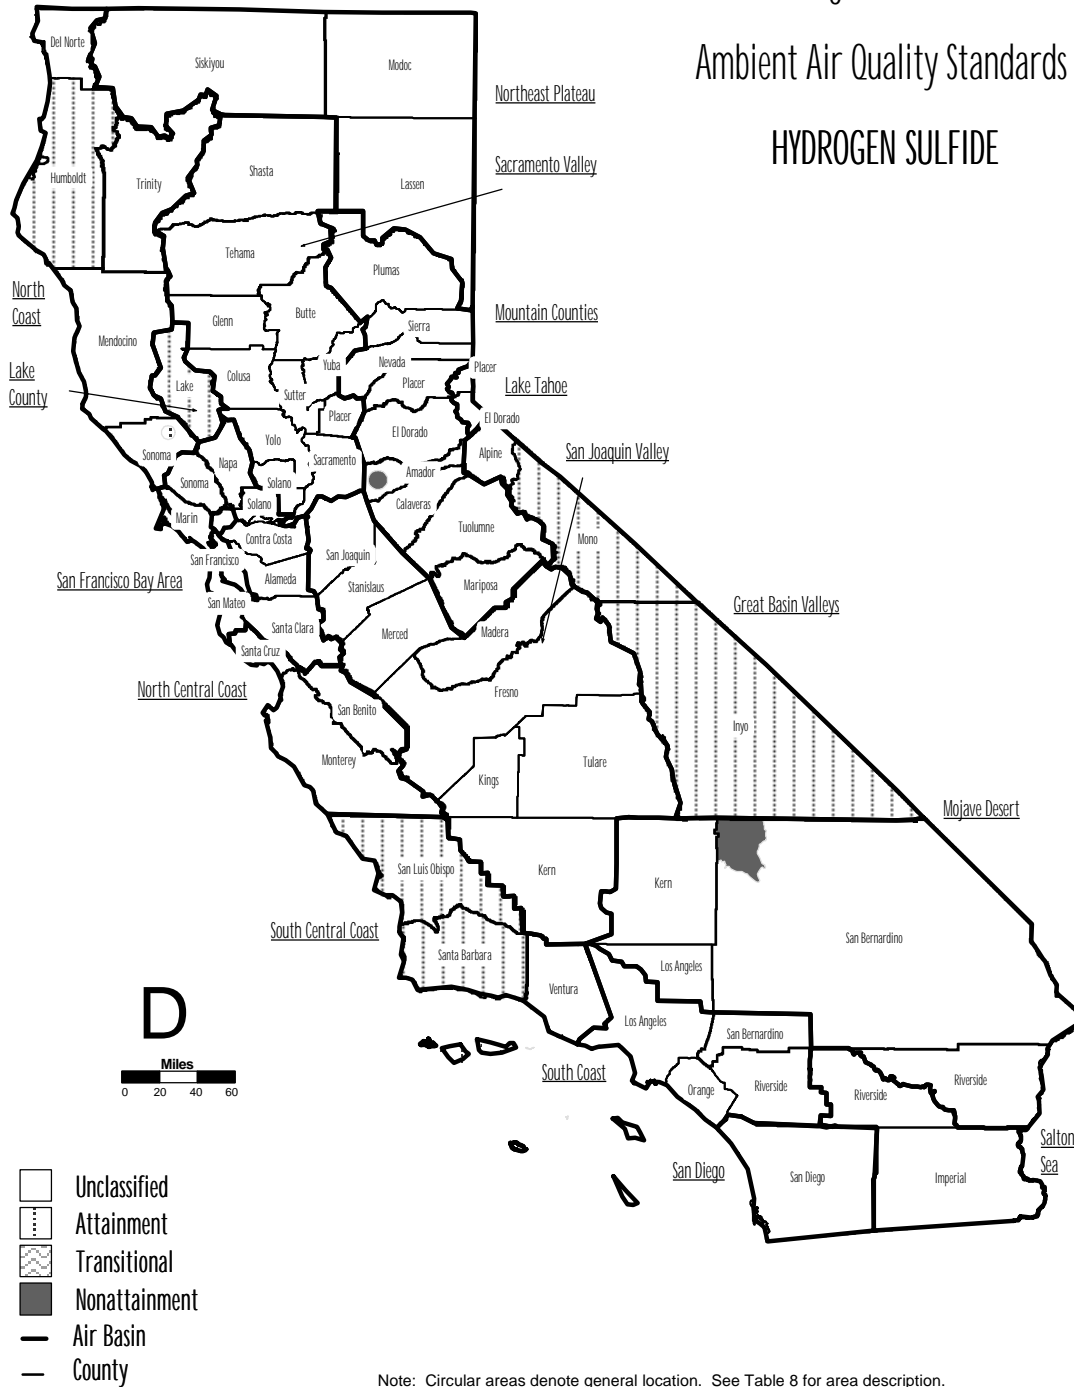 Ambient Air Quality Standards
HYDROGEN SULFIDE
Del Norte
Siskiyou
Modoc
Northeast Plateau
Sacramento Valley
Shasta
Humboldt
Trinity
Lassen
Tehama
Plumas
North
Coast
Glenn
Butte
Sierra
Mountain Counties
Mendocino
Lake
County
Lake
Colusa
Yuba
Nevada
Placer
Placer
Lake Tahoe
Sutter
Placer
El Dorado
El Dorado
Yolo
Sonoma
Napa
Sacramento
Alpine
San Joaquin Valley
Amador
Sonoma
Solano
Solano
Calaveras
Marin
Tuolumne
Contra Costa
Mono
San Francisco
San Joaquin
San Francisco Bay Area
Alameda
Stanislaus
Mariposa
San Mateo
Great Basin Valleys
Santa Clara
Merced
Madera
Santa Cruz
North Central Coast
Fresno
San Benito
Inyo
Monterey
Kings
Tulare
Mojave Desert
San Luis Obispo
Kern
Kern
South Central Coast
San Bernardino
Santa Barbara
Los Angeles
Ventura
D
Los Angeles
San Bernardino
Miles
0 20 40 60
South Coast
Orange
Riverside
Riverside
Riverside
Salton
Sea
San Diego
San Diego
Imperial
Unclassified
Attainment
Transitional
Nonattainment
Air Basin
County
Note: Circular areas denote general location. See Table 8 for area description.